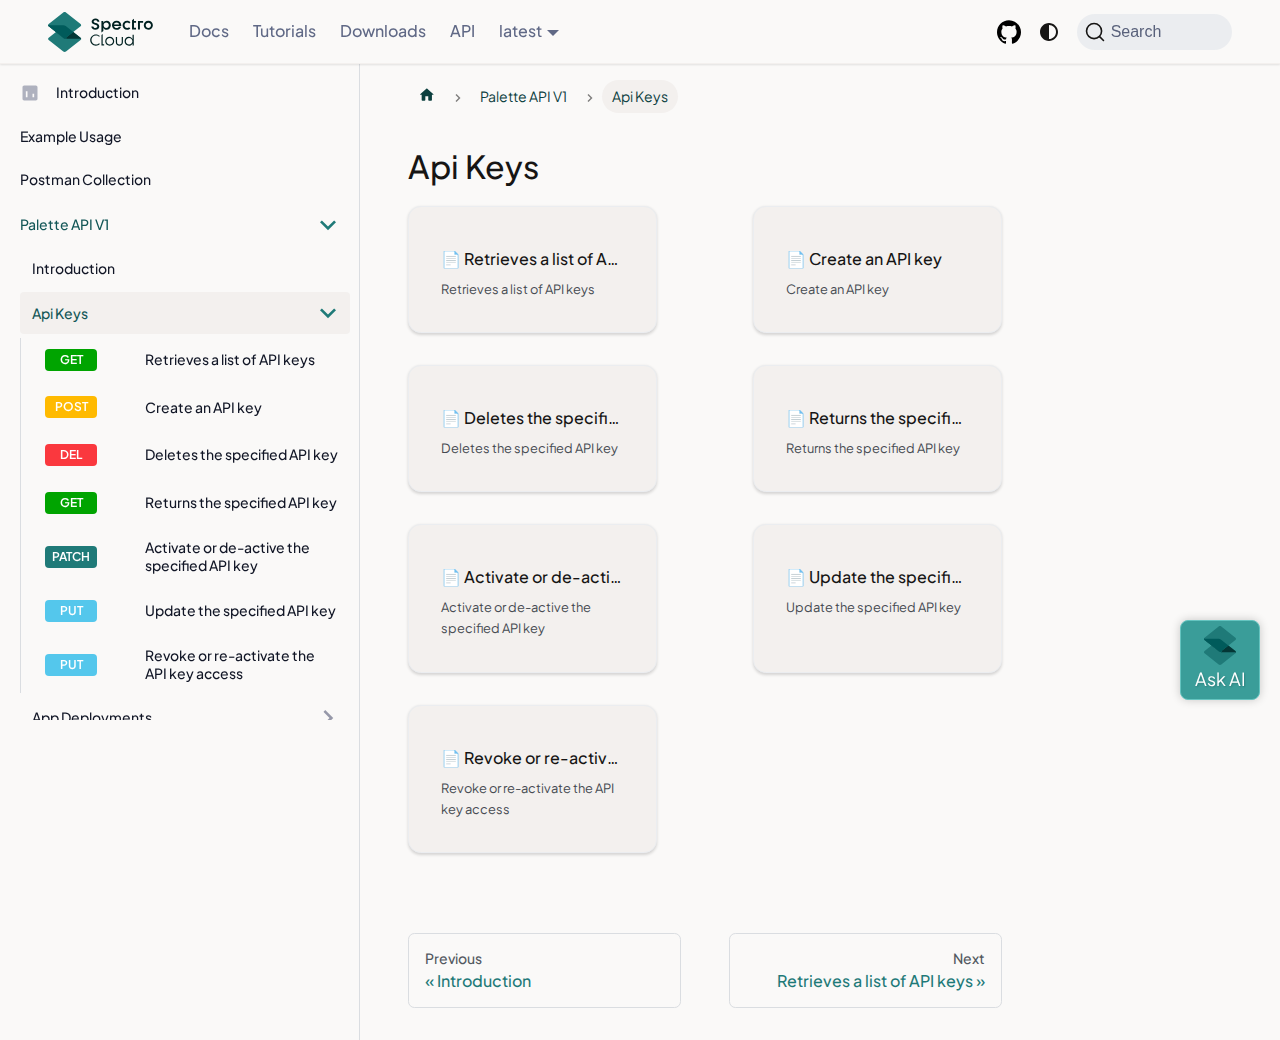 Spectro
Cloud
Docs
Tutorials
Downloads
API
latest
Search
Introduction
Example Usage
Postman Collection
Palette API V1
Introduction
Api Keys
GET Retrieves a list of API keys
POST Create an API key
DEL Deletes the specified API key
GET Returns the specified API key
PATCH Activate or de-active the
specified API key
PUT Update the specified API key
PUT Revoke or re-activate the
API key access
App Deployments
Palette API V1
Api Keys
Api Keys
📄️ Retrieves a list of A…
Retrieves a list of API keys
📄️ Create an API key
Create an API key
📄️ Deletes the specifi…
Deletes the specified API key
📄️ Returns the specifi…
Returns the specified API key
📄️ Activate or de-acti…
Activate or de-active the
specified API key
📄️ Update the specifi…
Update the specified API key
📄️ Revoke or re-activ…
Revoke or re-activate the API
key access
Ask AI
Previous
« Introduction
Next
Retrieves a list of API keys »